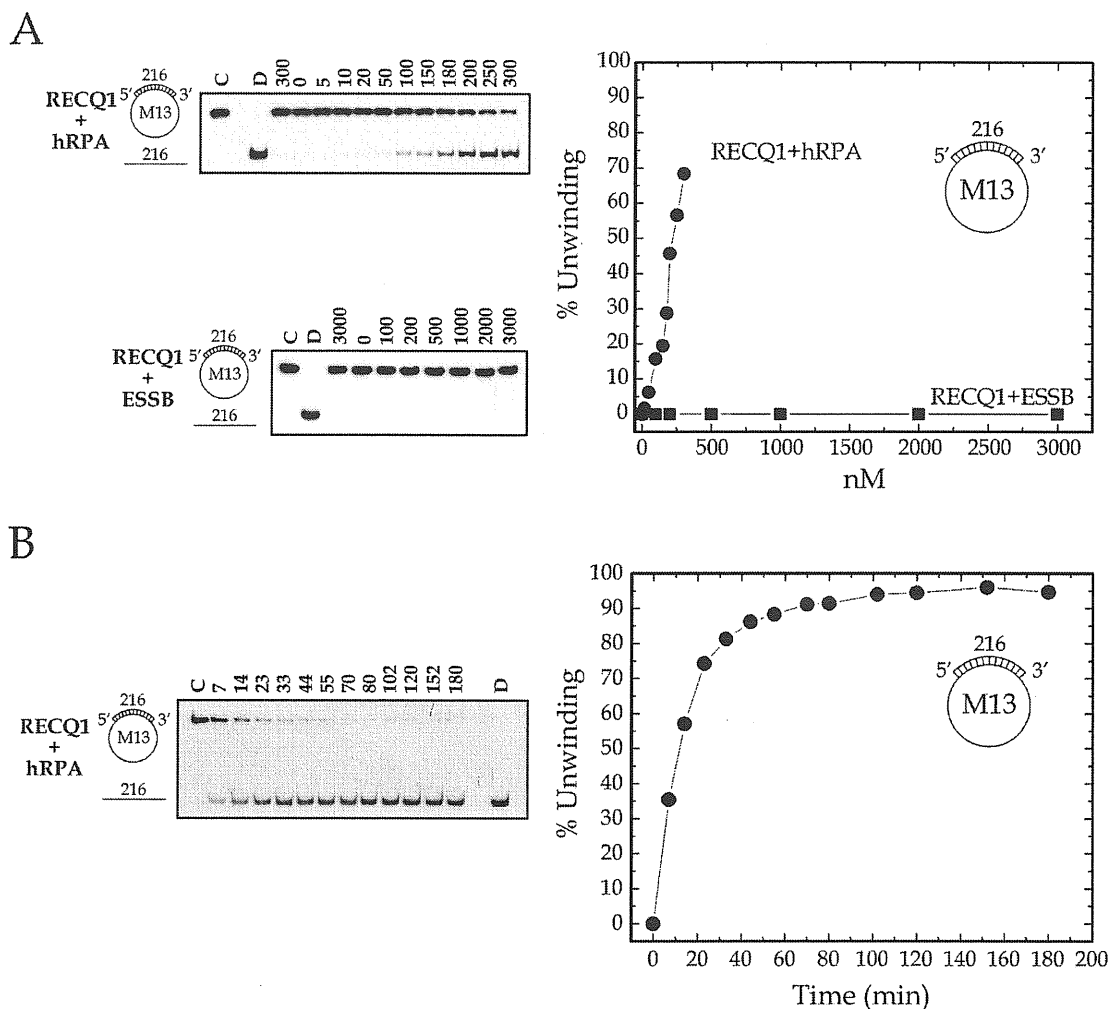 A
RECQ1
+
hRPA
216
5' 3'
M13
216
C D 300 0 5 10 20 50 100 150 180 200 250 300
RECQ1
+
ESSB
216
5' 3'
M13
216
C D 3000 0 100 200 500 1000 2000 3000
% Unwinding
100
90
80
70
60
50
40
30
20
10
0
RECQ1+hRPA
216
5' 3'
M13
RECQ1+ESSB
0 500 1000 1500 2000 2500 3000
nM
B
RECQ1
+
hRPA
216
5' 3'
M13
216
C 7 14 23 33 44 55 70 80 102 120 152 180 D
% Unwinding
100
90
80
70
60
50
40
30
20
10
0
216
5' 3'
M13
0 20 40 60 80 100 120 140 160 180 200
Time (min)